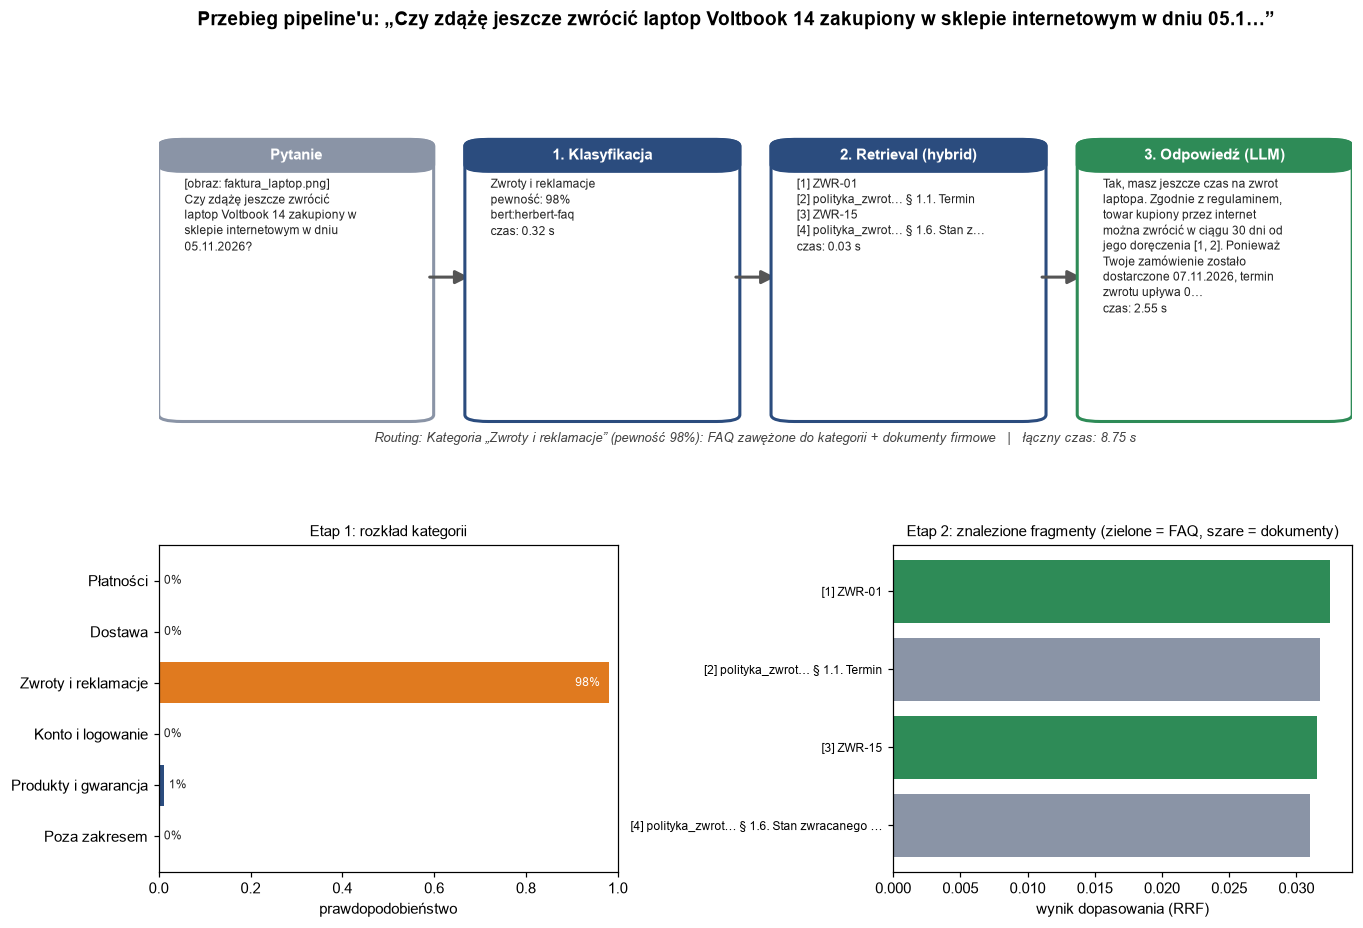 Przebieg pipeline'u: „Czy zdążę jeszcze zwrócić laptop Voltbook 14 zakupiony w sklepie internetowym w dniu 05.1…”
Pytanie
[obraz: faktura_laptop.png]
Czy zdążę jeszcze zwrócić
laptop Voltbook 14 zakupiony w
sklepie internetowym w dniu
05.11.2026?
1. Klasyfikacja
Zwroty i reklamacje
pewność: 98%
bert:herbert-faq
czas: 0.32 s
2. Retrieval (hybrid)
[1] ZWR-01
[2] polityka_zwrot… § 1.1. Termin
[3] ZWR-15
[4] polityka_zwrot… § 1.6. Stan z…
czas: 0.03 s
3. Odpowiedź (LLM)
Tak, masz jeszcze czas na zwrot
laptopa. Zgodnie z regulaminem,
towar kupiony przez internet
można zwrócić w ciągu 30 dni od
jego doręczenia [1, 2]. Ponieważ
Twoje zamówienie zostało
dostarczone 07.11.2026, termin
zwrotu upływa 0…
czas: 2.55 s
Routing: Kategoria „Zwroty i reklamacje” (pewność 98%): FAQ zawężone do kategorii + dokumenty firmowe | łączny czas: 8.75 s
Etap 1: rozkład kategorii
Płatności 0%
Dostawa 0%
Zwroty i reklamacje 98%
Konto i logowanie 0%
Produkty i gwarancja 1%
Poza zakresem 0%
0.0 0.2 0.4 0.6 0.8 1.0
prawdopodobieństwo
Etap 2: znalezione fragmenty (zielone = FAQ, szare = dokumenty)
[1] ZWR-01
[2] polityka_zwrot… § 1.1. Termin
[3] ZWR-15
[4] polityka_zwrot… § 1.6. Stan zwracanego …
0.000 0.005 0.010 0.015 0.020 0.025 0.030
wynik dopasowania (RRF)